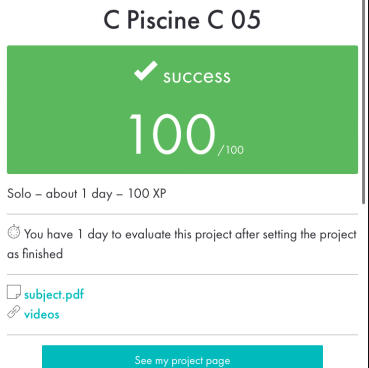 C Piscine C 05
success
100/100
Solo – about 1 day – 100 XP
You have 1 day to evaluate this project after setting the project
as finished
subject.pdf
videos
See my project page